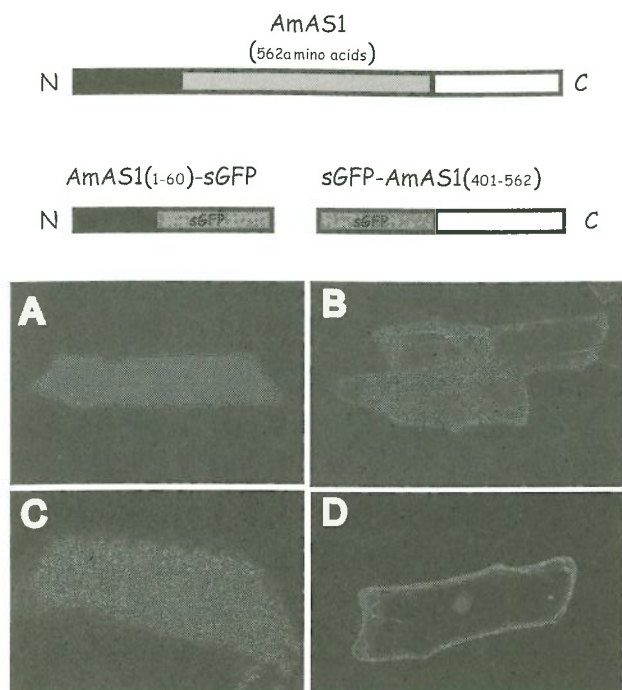 AmAS1
(562amino acids)
N C
AmAS1(1-60)-sGFP sGFP-AmAS1(401-562)
N sGFP sGFP C
A B
C D